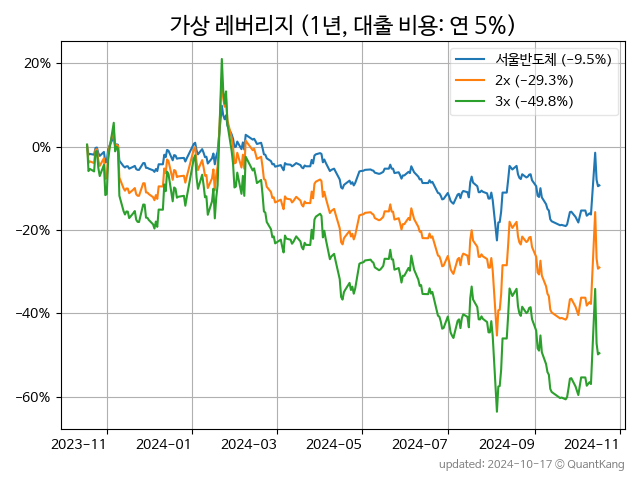 가상 레버리지 (1년, 대출 비용: 연 5%)
서울반도체 (−9.5%)
2x (−29.3%)
3x (−49.8%)
20%
0%
−20%
−40%
−60%
2023−11 2024−01 2024−03 2024−05 2024−07 2024−09 2024−11
updated: 2024-10-17 © QuantKang